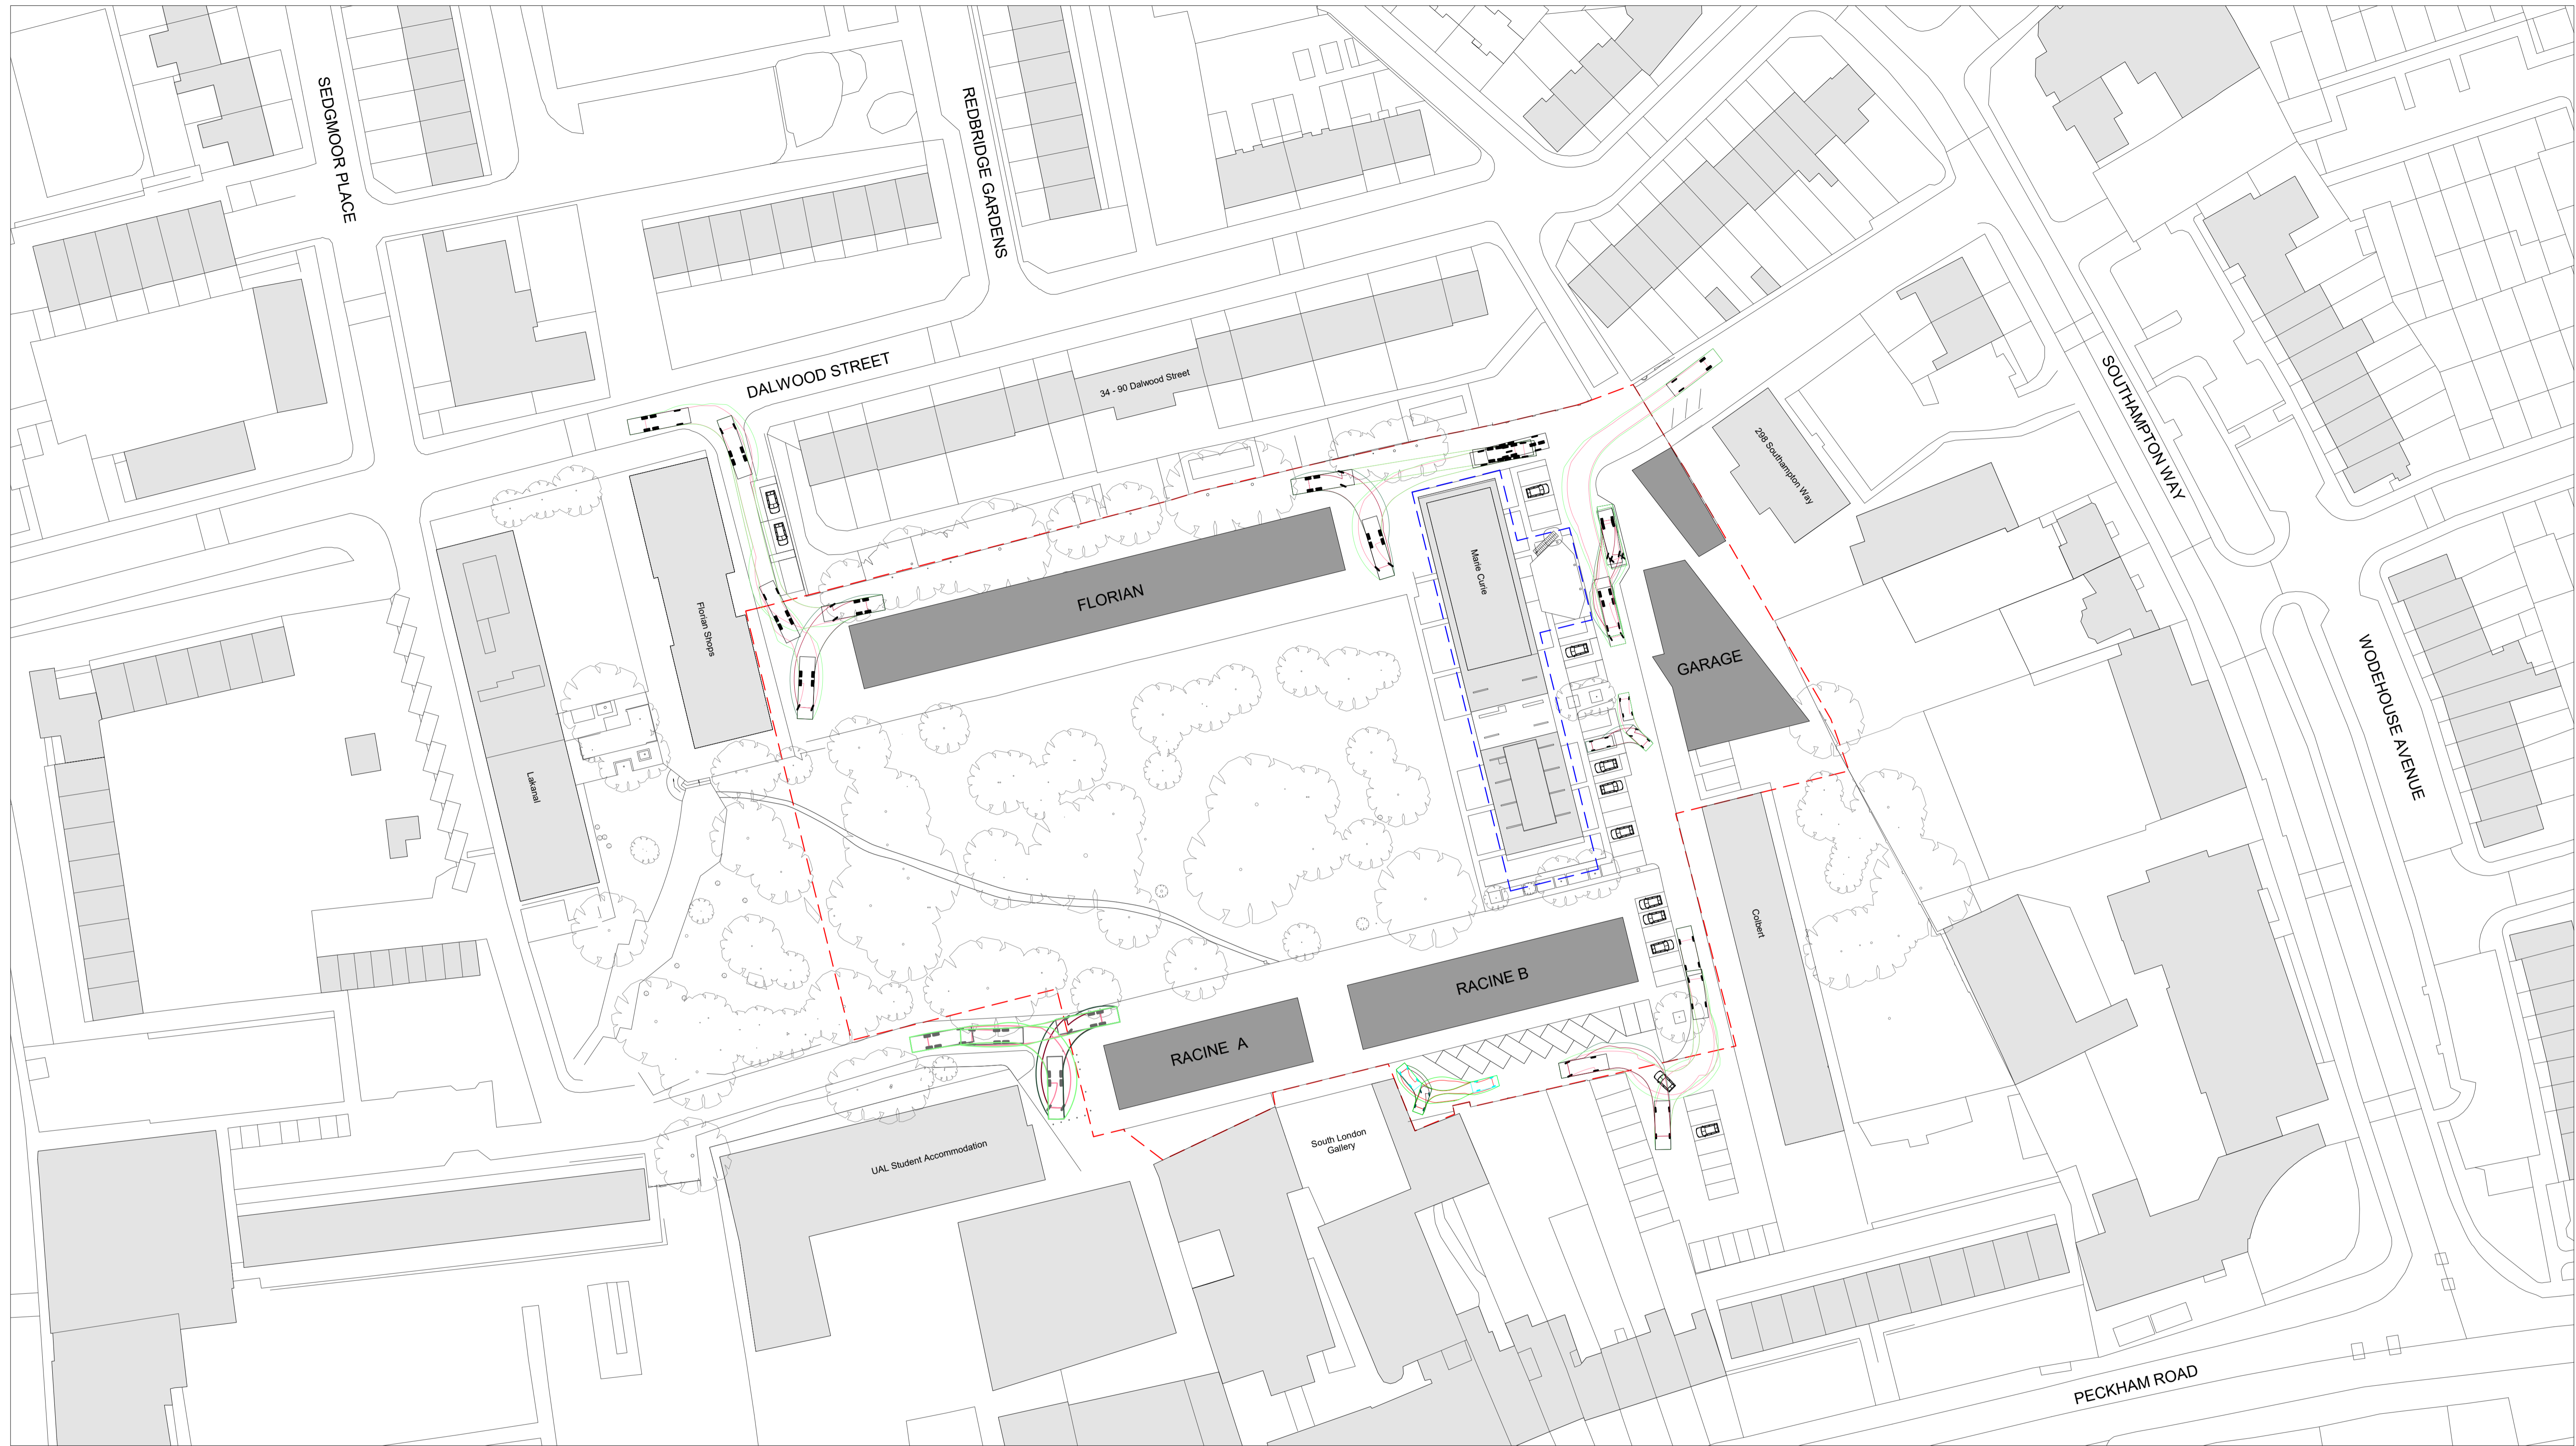 SEDGMOOR PLACE
REDBRIDGE GARDENS
DALWOOD STREET
34 - 90 Dalwood Street
SOUTHAMPTON WAY
298 Southampton Way
WODEHOUSE AVENUE
Florian Shops
FLORIAN
Marie Curie
GARAGE
Lakanal
Colbert
RACINE B
RACINE A
South London
Gallery
UAL Student Accommodation
PECKHAM ROAD